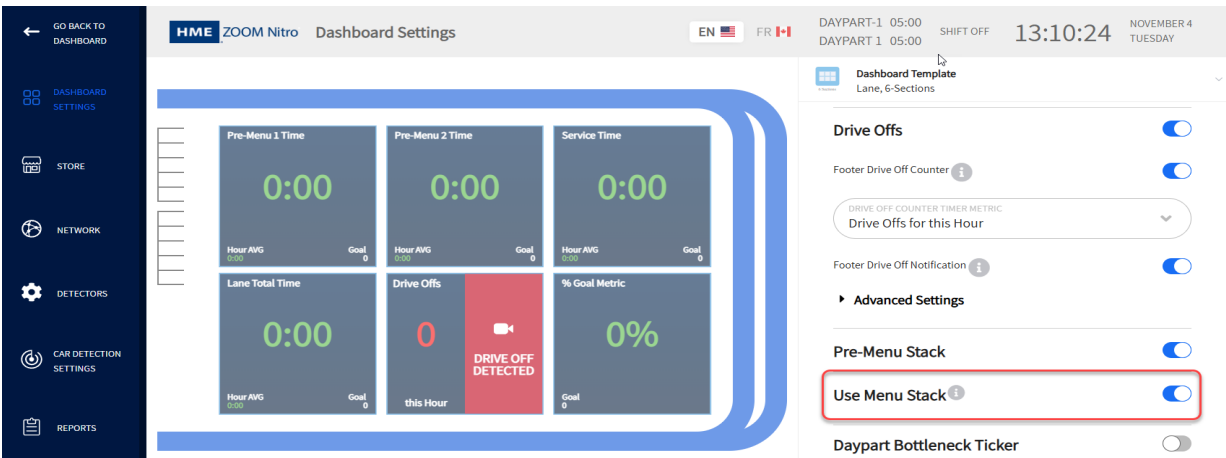 GO BACK TO
DASHBOARD
HME ZOOM Nitro Dashboard Settings
EN FR
DAYPART-1 05:00
DAYPART 1 05:00
SHIFT OFF
13:10:24
NOVEMBER 4
TUESDAY
DASHBOARD
SETTINGS
STORE
NETWORK
DETECTORS
CAR DETECTION
SETTINGS
REPORTS
Pre-Menu 1 Time
0:00
Hour AVG Goal
0:00 0
Pre-Menu 2 Time
0:00
Hour AVG Goal
0:00 0
Service Time
0:00
Hour AVG Goal
0:00 0
Lane Total Time
0:00
Hour AVG Goal
0:00 0
Drive Offs
0
this Hour
DRIVE OFF
DETECTED
% Goal Metric
0%
Goal
0
Dashboard Template
Lane, 6-Sections
Drive Offs
Footer Drive Off Counter
DRIVE OFF COUNTER TIMER METRIC
Drive Offs for this Hour
Footer Drive Off Notification
Advanced Settings
Pre-Menu Stack
Use Menu Stack
Daypart Bottleneck Ticker